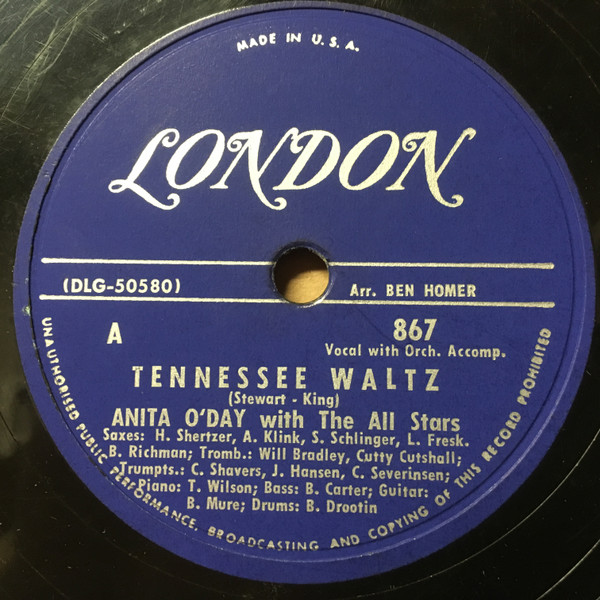 MADE IN U.S.A.
LONDON
(DLG-50580)
Arr. BEN HOMER
A
867
Vocal with Orch. Accomp.
TENNESSEE WALTZ
(Stewart - King)
ANITA O'DAY with The All Stars
Saxes: H. Shertzer, A. Klink, S. Schlinger, L. Fresk.
B. Richman; Tromb.: Will Bradley, Cutty Cutshall;
Trumpts.: C. Shavers, J. Hansen, C. Severinsen;
Piano: T. Wilson; Bass: B. Carter; Guitar:
B. Mure; Drums: B. Drootin
UNAUTHORISED PUBLIC PERFORMANCE, BROADCASTING AND COPYING OF THIS RECORD PROHIBITED